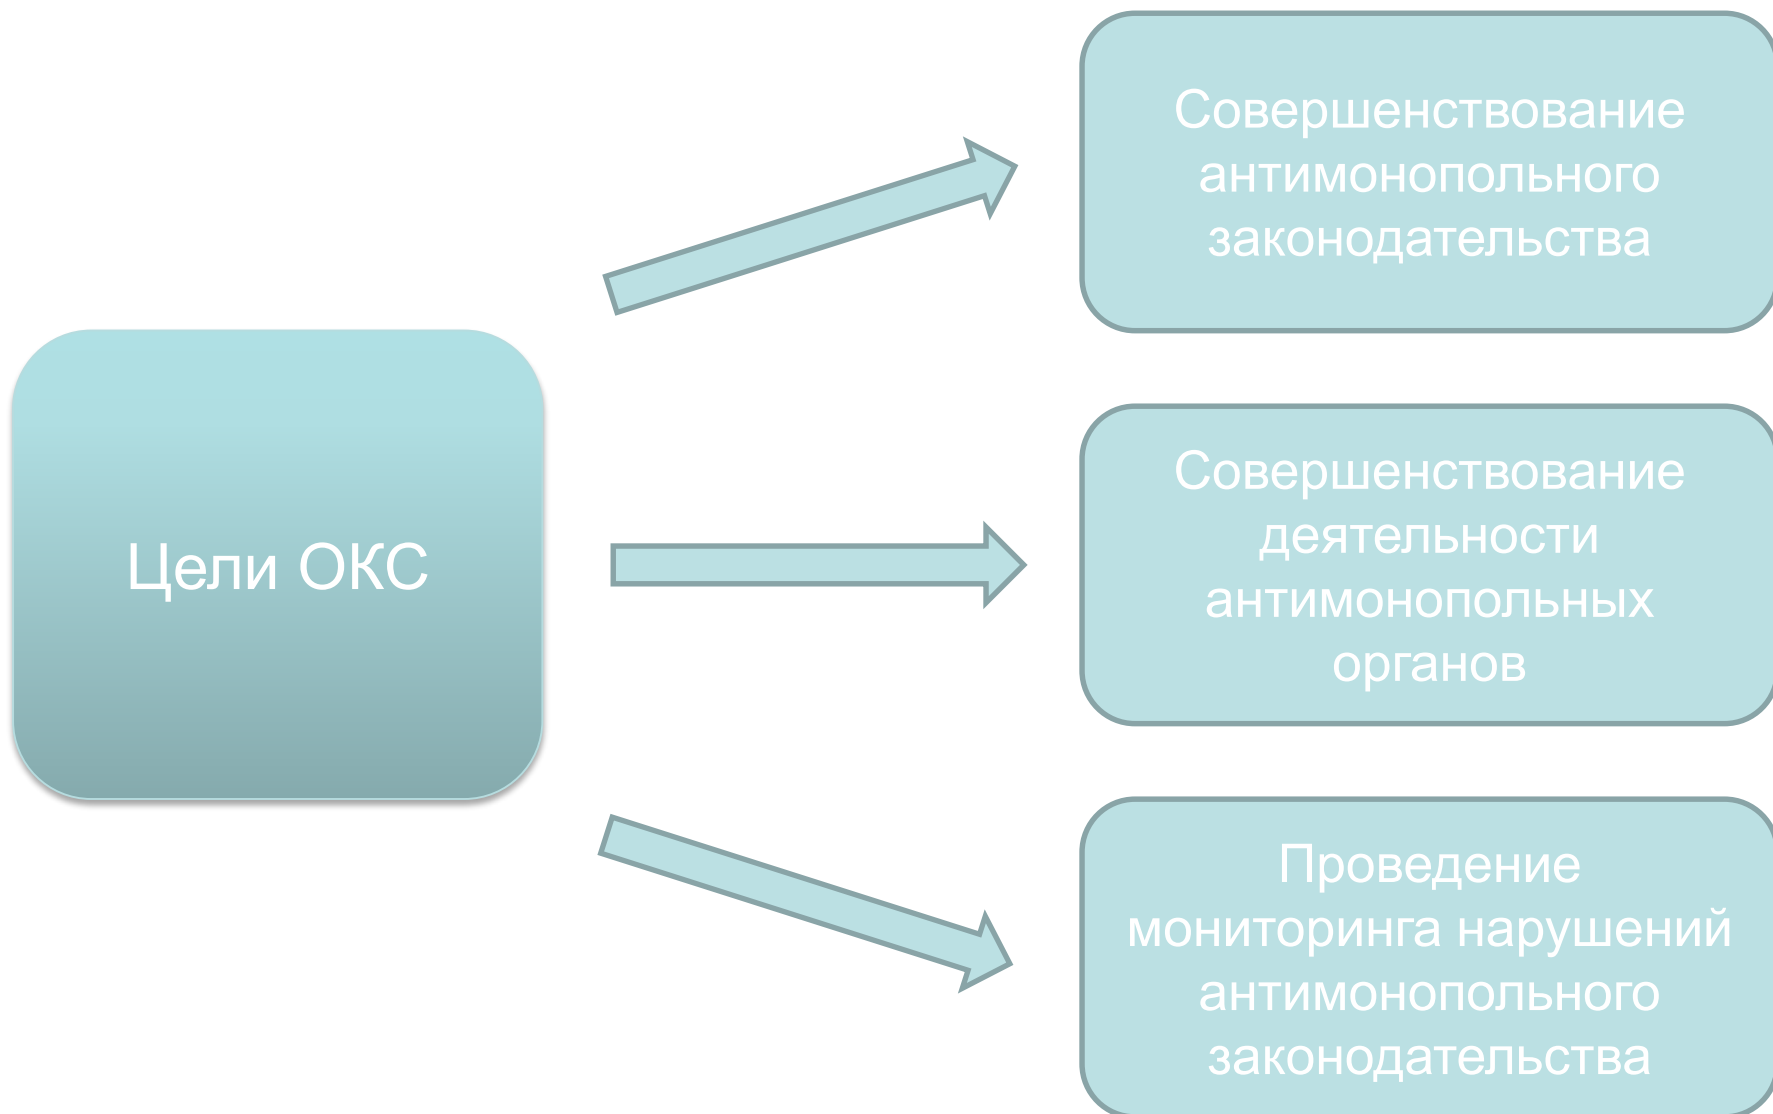 Цели ОКС
Совершенствование
антимонопольного
законодательства
Совершенствование
деятельности
антимонопольных
органов
Проведение
мониторинга нарушений
антимонопольного
законодательства